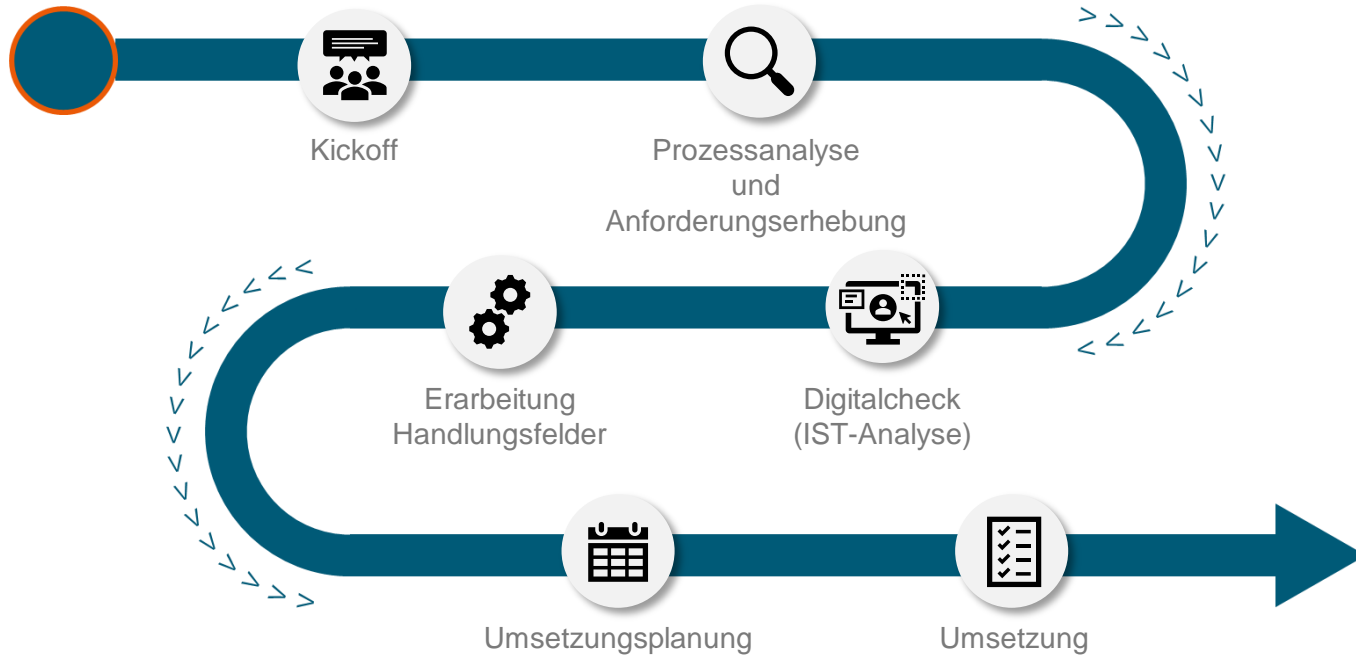 Kickoff
Prozessanalyse
und
Anforderungserhebung
Digitalcheck
(IST-Analyse)
Erarbeitung
Handlungsfelder
Umsetzungsplanung
Umsetzung